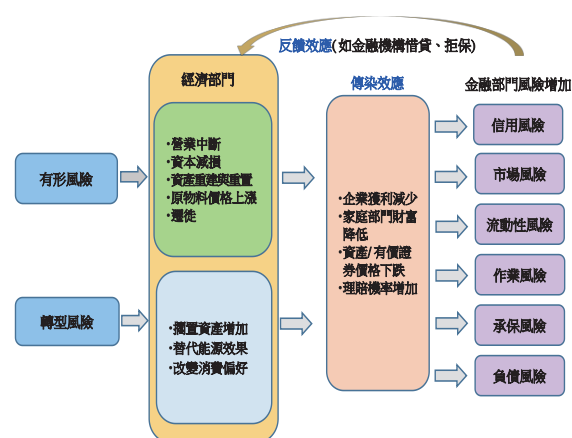 反饋效應(如金融機構惜貸、拒保)
經濟部門
傳染效應
金融部門風險增加
有形風險
‧營業中斷
‧資本減損
‧資產重建與重置
‧原物料價格上漲
‧遷徙
轉型風險
‧擱置資產增加
‧替代能源效果
‧改變消費偏好
‧企業獲利減少
‧家庭部門財富
降低
‧資產/有價證
券價格下跌
‧理賠機率增加
信用風險
市場風險
流動性風險
作業風險
承保風險
負債風險